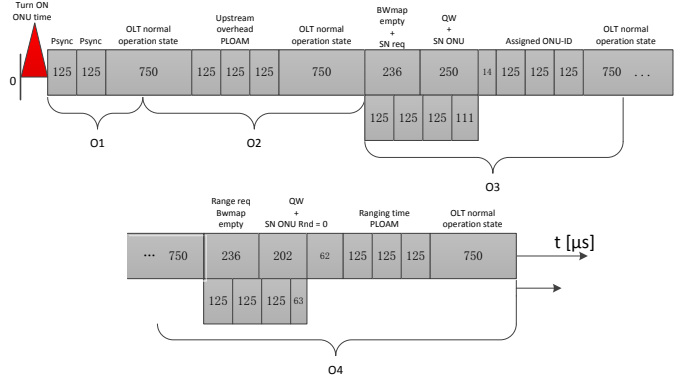 Turn ON
ONU time
Psync Psync
OLT normal
operation state
Upstream
overhead
PLOAM
OLT normal
operation state
BWmap
empty
+
SN req
QW
+
SN ONU
Assigned ONU-ID
OLT normal
operation state
0
125 125 750 125 125 125 750 236 250 14 125 125 125 750 ...
125 125 125 111
O1
O2
O3
Range req
Bwmap
empty
QW
+
SN ONU Rnd = 0
Ranging time
PLOAM
OLT normal
operation state
t [µs]
... 750 236 202 62 125 125 125 750
125 125 125 63
O4